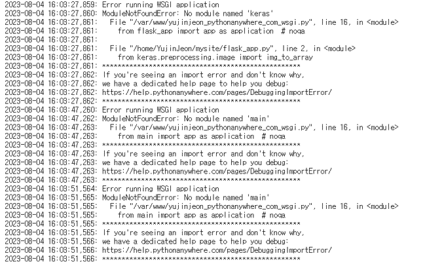 2023-08-04 16:03:27,859: Error running WSGI application
2023-08-04 16:03:27,860: ModuleNotFoundError: No module named 'keras'
2023-08-04 16:03:27,861:   File "/var/www/yujinjeon_pythonanywhere_com_wsgi.py", line 16, in <module>
2023-08-04 16:03:27,861:     from flask_app import app as application  # noqa
2023-08-04 16:03:27,861:
2023-08-04 16:03:27,861:   File "/home/YujinJeon/mysite/flask_app.py", line 2, in <module>
2023-08-04 16:03:27,861:     from keras.preprocessing.image import img_to_array
2023-08-04 16:03:27,861: ***************************************************
2023-08-04 16:03:27,862: If you're seeing an import error and don't know why,
2023-08-04 16:03:27,862: we have a dedicated help page to help you debug:
2023-08-04 16:03:27,862: https://help.pythonanywhere.com/pages/DebuggingImportError/
2023-08-04 16:03:27,862: ***************************************************
2023-08-04 16:03:47,260: Error running WSGI application
2023-08-04 16:03:47,262: ModuleNotFoundError: No module named 'main'
2023-08-04 16:03:47,263:   File "/var/www/yujinjeon_pythonanywhere_com_wsgi.py", line 16, in <module>
2023-08-04 16:03:47,263:     from main import app as application  # noqa
2023-08-04 16:03:47,263: ***************************************************
2023-08-04 16:03:47,263: If you're seeing an import error and don't know why,
2023-08-04 16:03:47,263: we have a dedicated help page to help you debug:
2023-08-04 16:03:47,263: https://help.pythonanywhere.com/pages/DebuggingImportError/
2023-08-04 16:03:47,263: ***************************************************
2023-08-04 16:03:51,564: Error running WSGI application
2023-08-04 16:03:51,565: ModuleNotFoundError: No module named 'main'
2023-08-04 16:03:51,565:   File "/var/www/yujinjeon_pythonanywhere_com_wsgi.py", line 16, in <module>
2023-08-04 16:03:51,565:     from main import app as application  # noqa
2023-08-04 16:03:51,565: ***************************************************
2023-08-04 16:03:51,565: If you're seeing an import error and don't know why,
2023-08-04 16:03:51,566: we have a dedicated help page to help you debug:
2023-08-04 16:03:51,566: https://help.pythonanywhere.com/pages/DebuggingImportError/
2023-08-04 16:03:51,566: ***************************************************